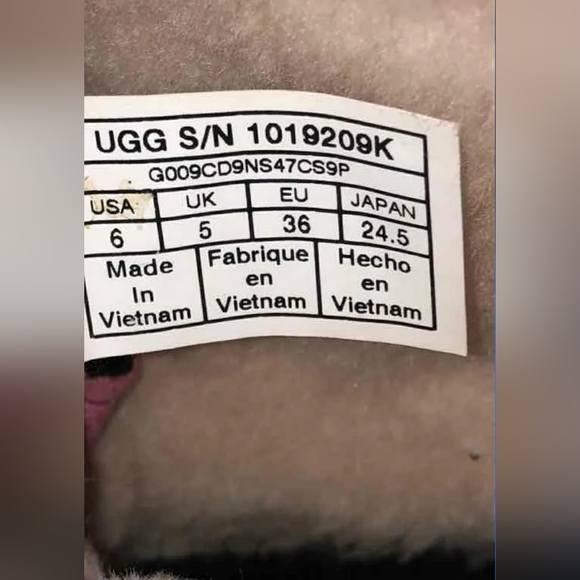 UGG S/N 1019209K
G009CD9NS47CS9P
USA UK EU JAPAN
6 5 36 24.5
Made In Vietnam
Fabrique en Vietnam
Hecho en Vietnam